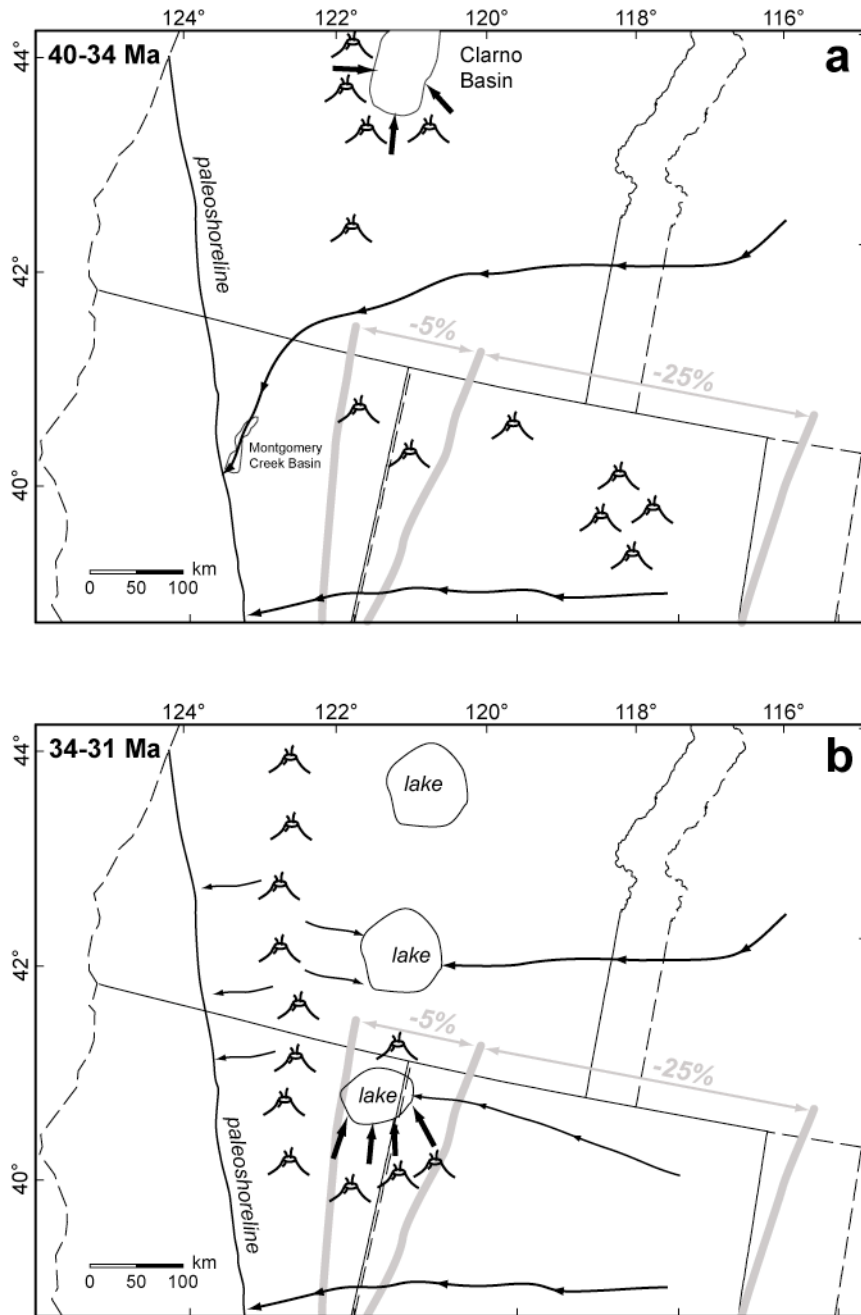 124° 122° 120° 118° 116°
44°
40-34 Ma
a
Clarno
Basin
paleoshoreline
42°
-5%
-25%
Montgomery
Creek Basin
40°
km
0 50 100
124° 122° 120° 118° 116°
44°
34-31 Ma
b
lake
lake
42°
-5%
-25%
lake
40°
paleoshoreline
km
0 50 100